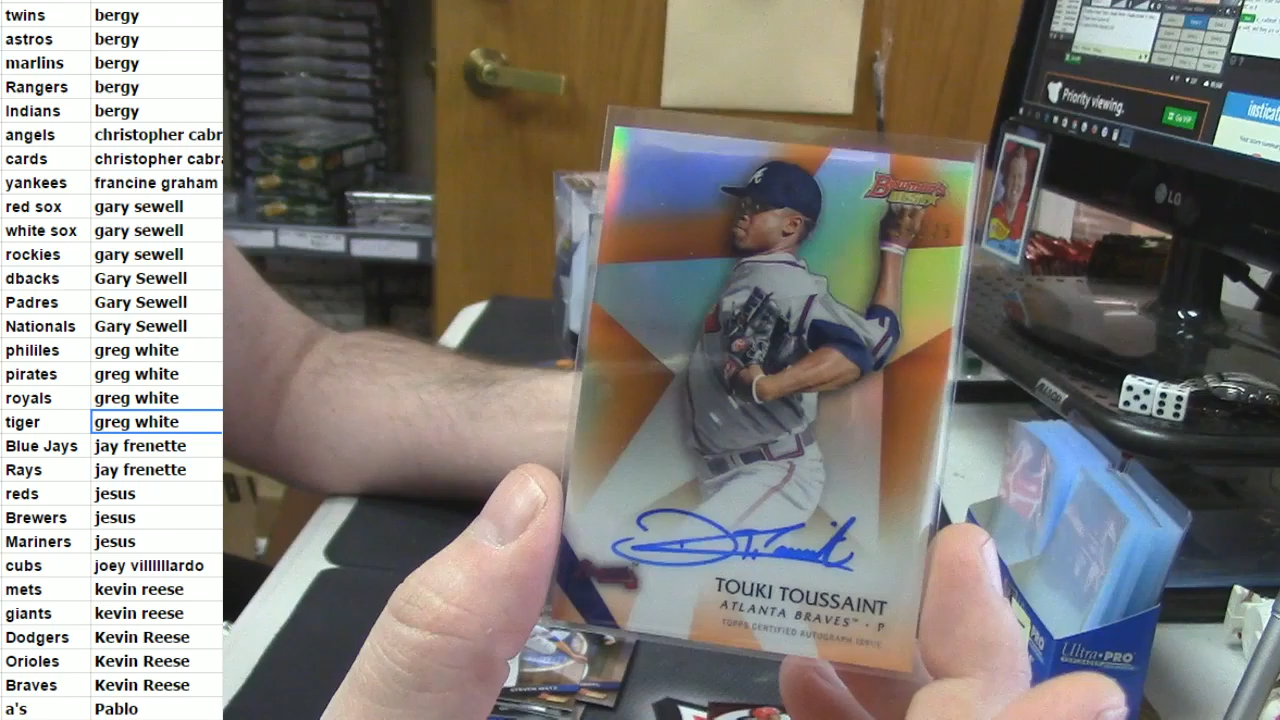 twins bergy
astros bergy
marlins bergy
Rangers bergy
Indians bergy
angels christopher cabr
cards christopher cabra
yankees francine graham
red sox gary sewell
white sox gary sewell
rockies gary sewell
dbacks Gary Sewell
Padres Gary Sewell
Nationals Gary Sewell
phililes greg white
pirates greg white
royals greg white
tiger greg white
Blue Jays jay frenette
Rays jay frenette
reds jesus
Brewers jesus
Mariners jesus
cubs joey villllllardo
mets kevin reese
giants kevin reese
Dodgers Kevin Reese
Orioles Kevin Reese
Braves Kevin Reese
a's Pablo
Bowman's
BEST
TOUKI TOUSSAINT
ATLANTA BRAVES™ • P
TOPPS CERTIFIED AUTOGRAPH ISSUE
Priority viewing.
Go VIP
LG
Ultra•PRO